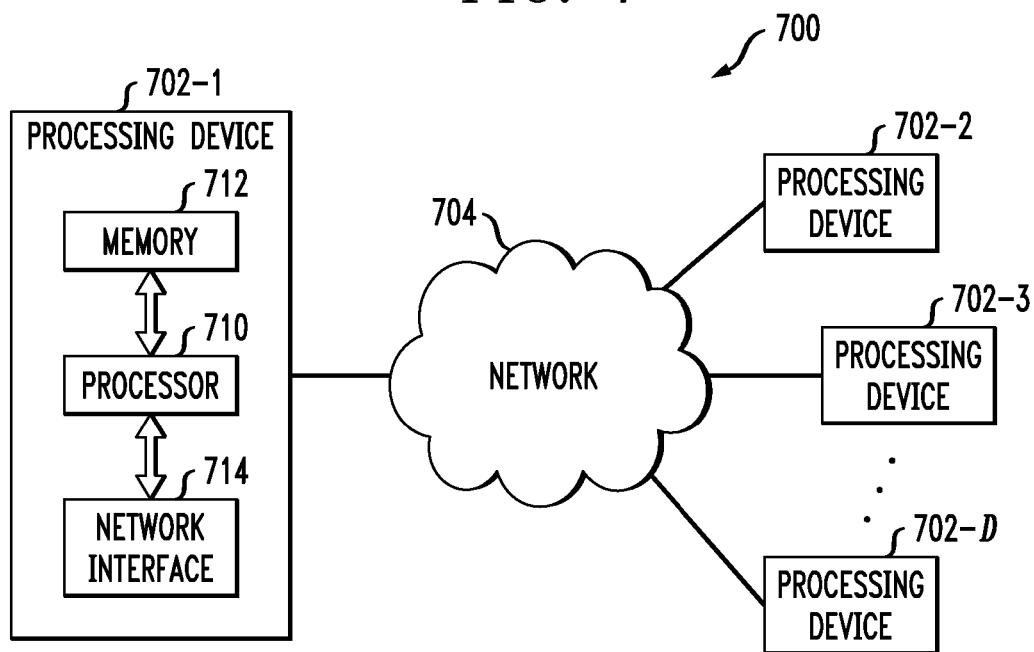 700
702-1
PROCESSING DEVICE
712
MEMORY
710
PROCESSOR
714
NETWORK
INTERFACE
704
NETWORK
702-2
PROCESSING
DEVICE
702-3
PROCESSING
DEVICE
702-D
PROCESSING
DEVICE